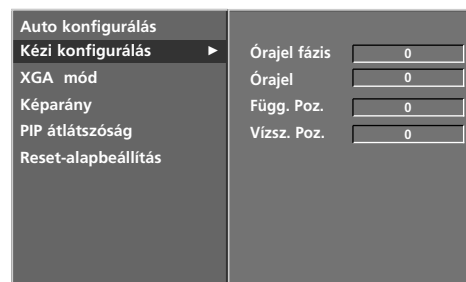 Auto konfigurálás
Kézi konfigurálás ►
XGA mód
Képarány
PIP átlátszóság
Reset-alapbeállítás
Órajel fázis 0
Órajel 0
Függ. Poz. 0
Vízsz. Poz. 0